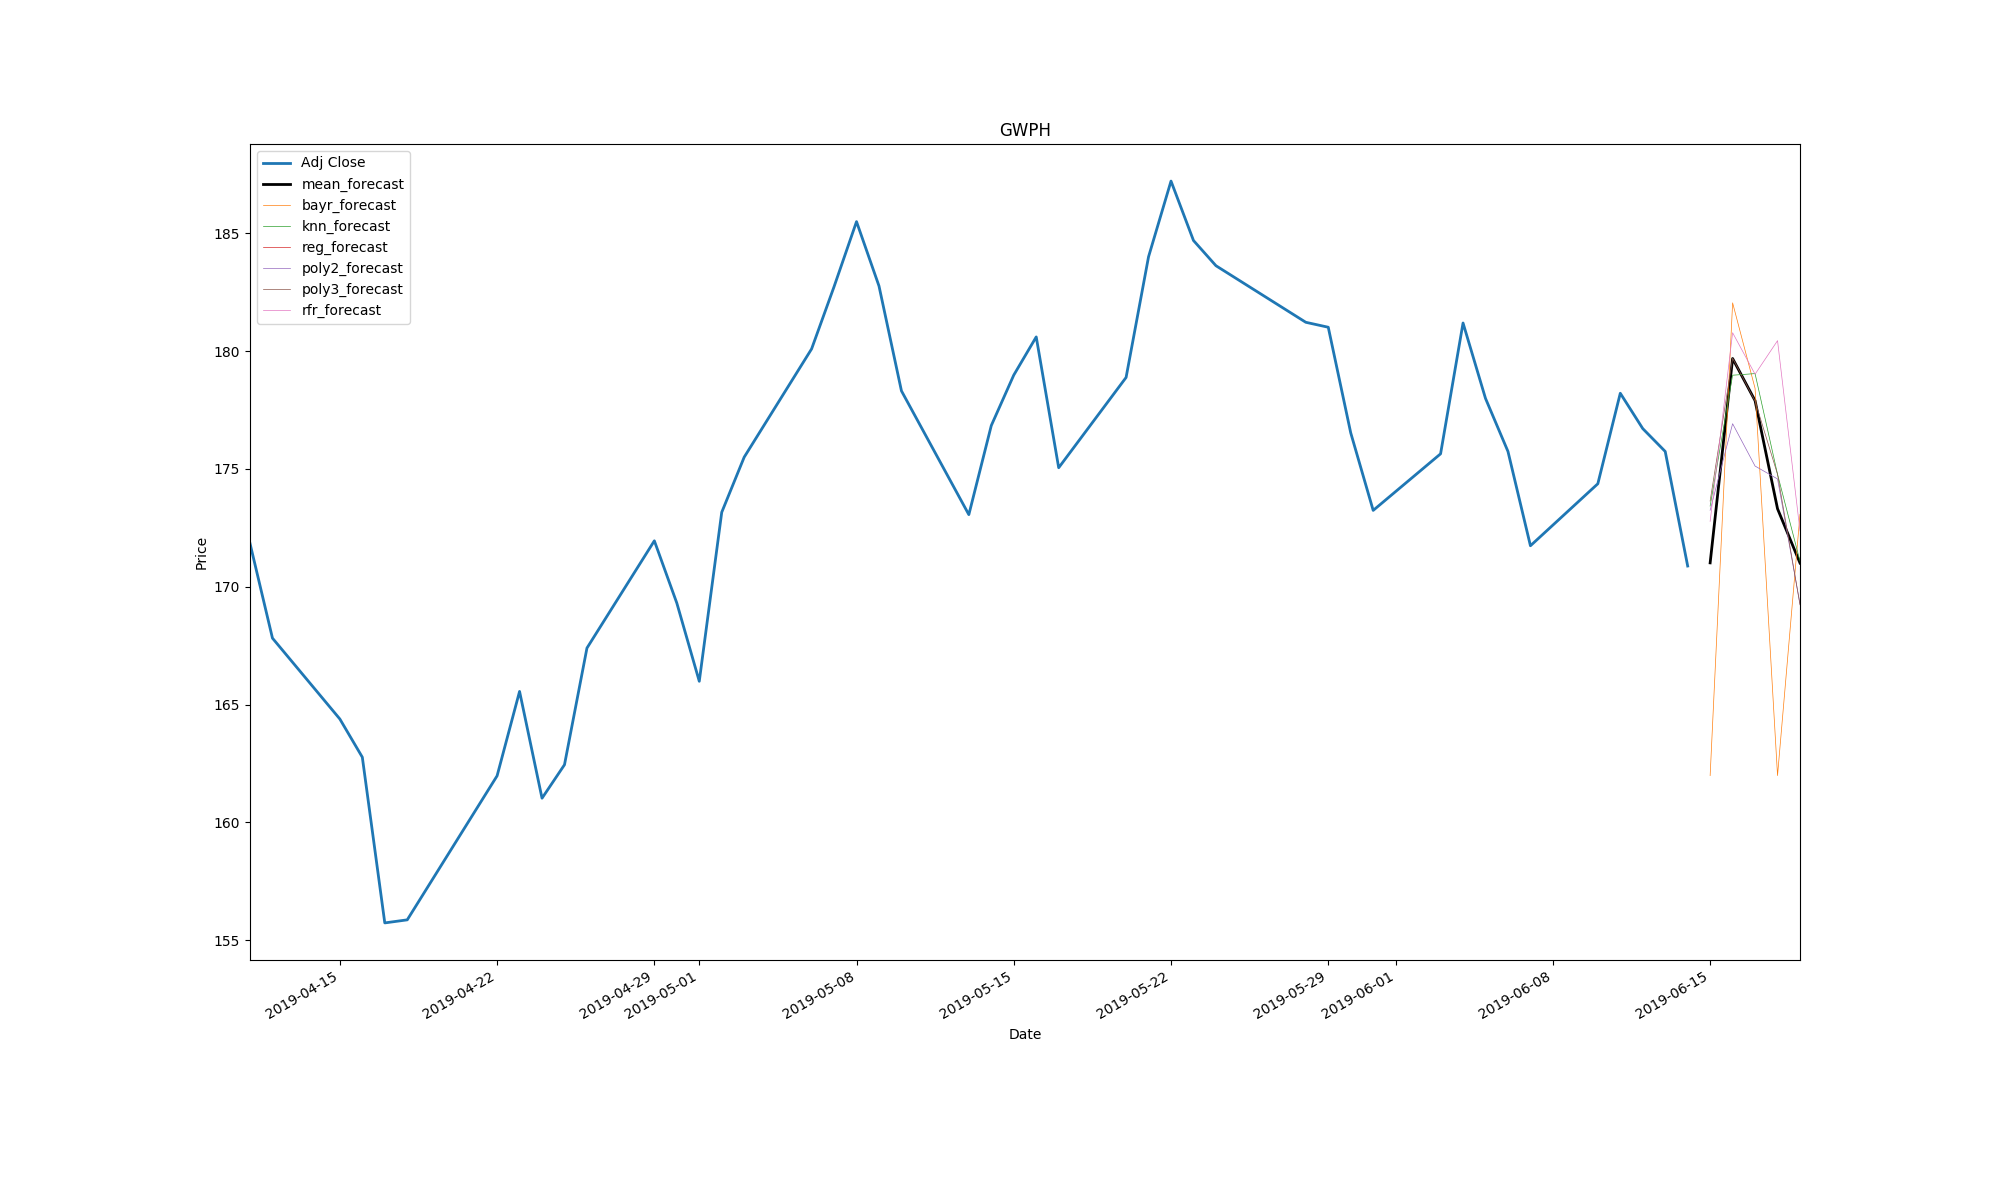 GWPH
Adj Close
mean_forecast
bayr_forecast
knn_forecast
reg_forecast
poly2_forecast
poly3_forecast
rfr_forecast
185
180
175
170
165
160
155
Price
2019-04-15
2019-04-22
2019-04-29
2019-05-01
2019-05-08
2019-05-15
2019-05-22
2019-05-29
2019-06-01
2019-06-08
2019-06-15
Date